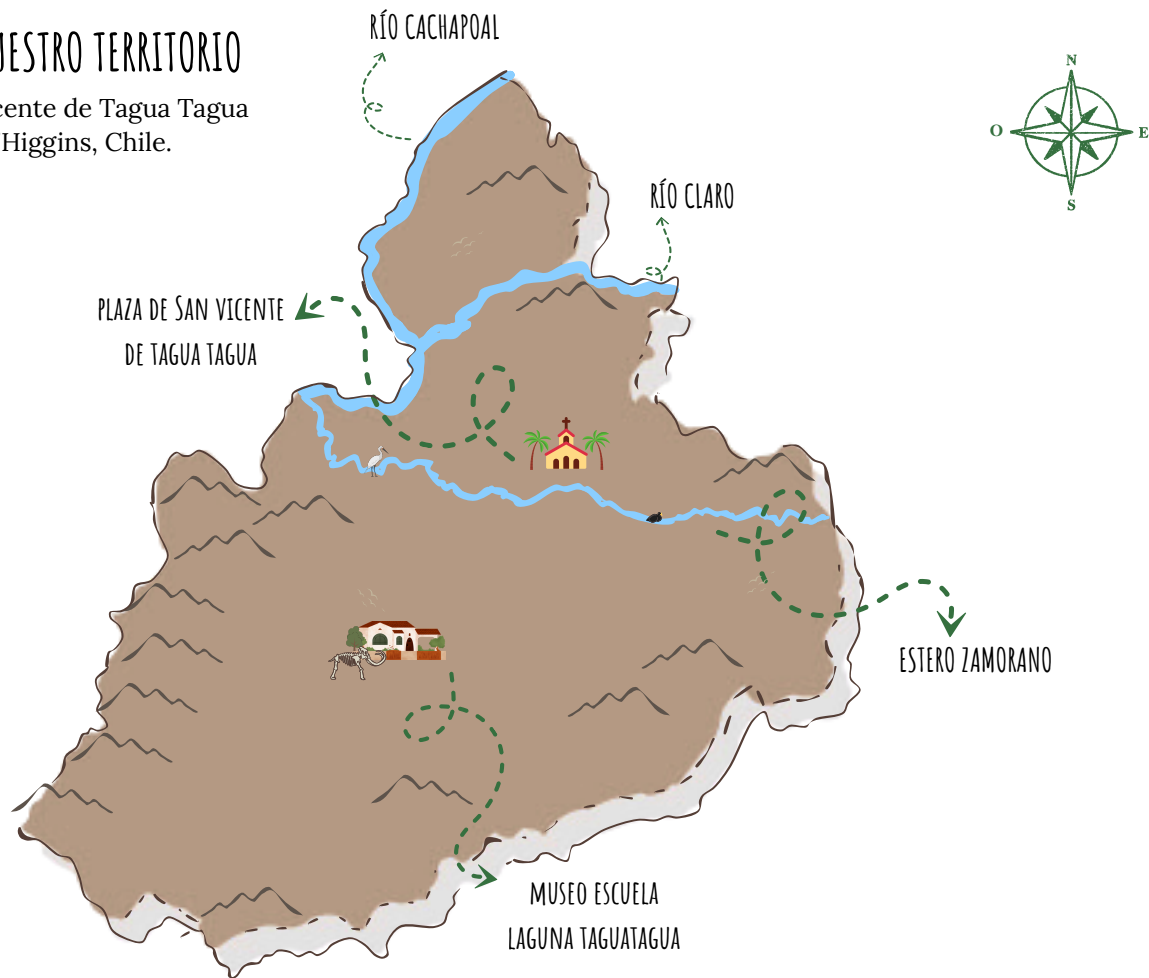 RÍO CACHAPOAL
UESTRO TERRITORIO
cente de Tagua Tagua
Higgins, Chile.
N
O
E
S
RÍO CLARO
PLAZA DE SAN VICENTE
DE TAGUA TAGUA
ESTERO ZAMORANO
MUSEO ESCUELA
LAGUNA TAGUATAGUA